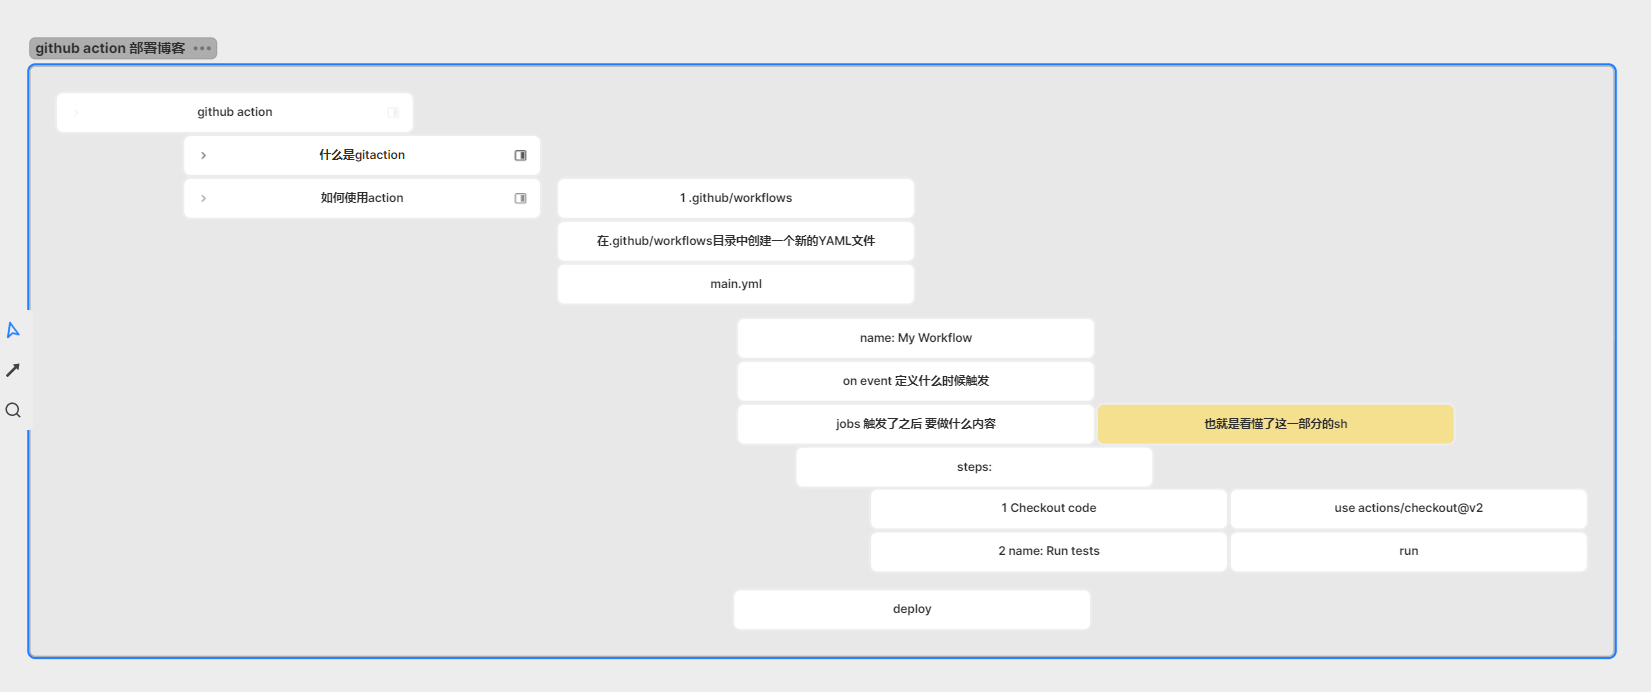 github action 部署博客
github action
什么是gitaction
如何使用action
1 .github/workflows
在.github/workflows目录中创建一个新的YAML文件
main.yml
name: My Workflow
on event 定义什么时候触发
jobs 触发了之后 要做什么内容
也就是看懂了这一部分的sh
steps:
1 Checkout code
use actions/checkout@v2
2 name: Run tests
run
deploy